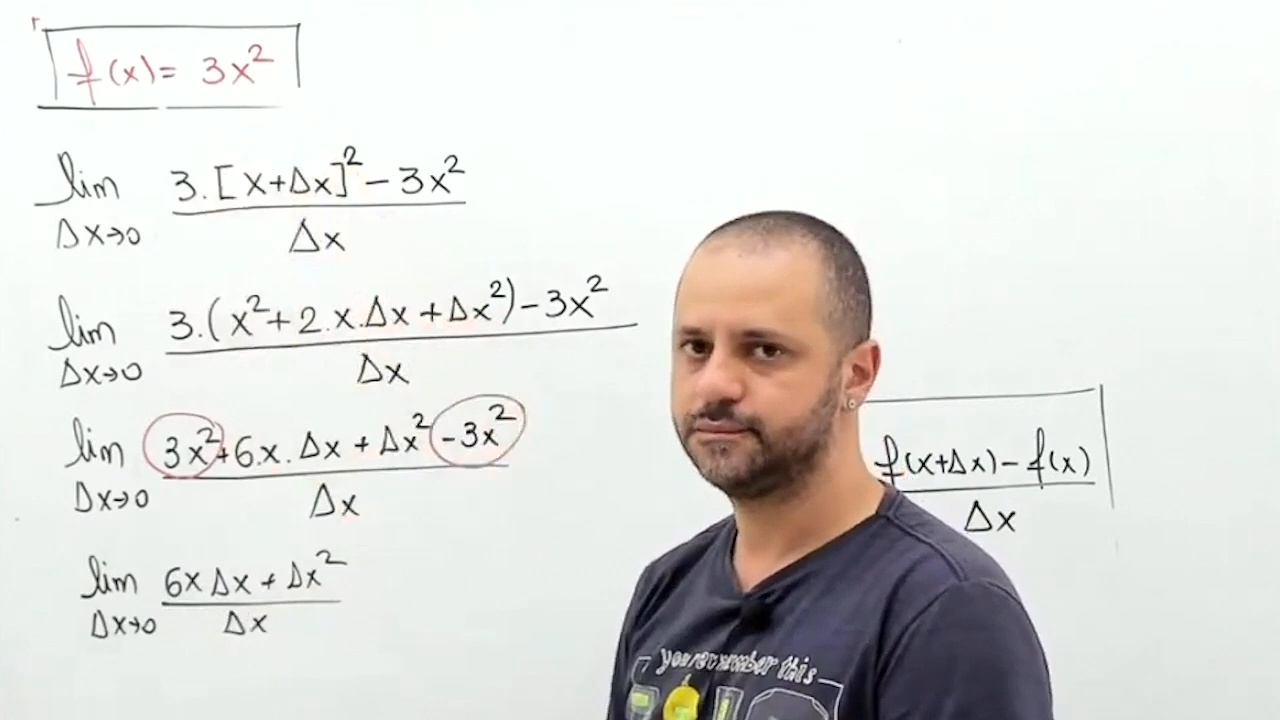 f(x) = 3x²
lim Δx→0 3.[x+Δx]² - 3x² / Δx
lim Δx→0 3.(x²+2.x.Δx+Δx²) - 3x² / Δx
lim Δx→0 3x²+6.x.Δx+Δx² - 3x² / Δx
lim Δx→0 6xΔx+Δx² / Δx
f(x+Δx) - f(x) / Δx
this